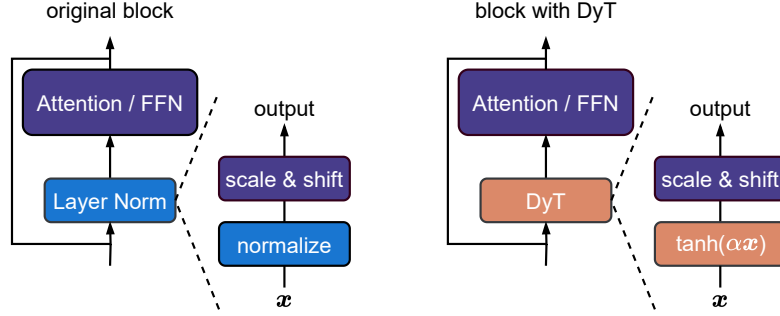 original block
Attention / FFN
Layer Norm
output
scale & shift
normalize
x
block with DyT
Attention / FFN
DyT
output
scale & shift
tanh(αx)
x